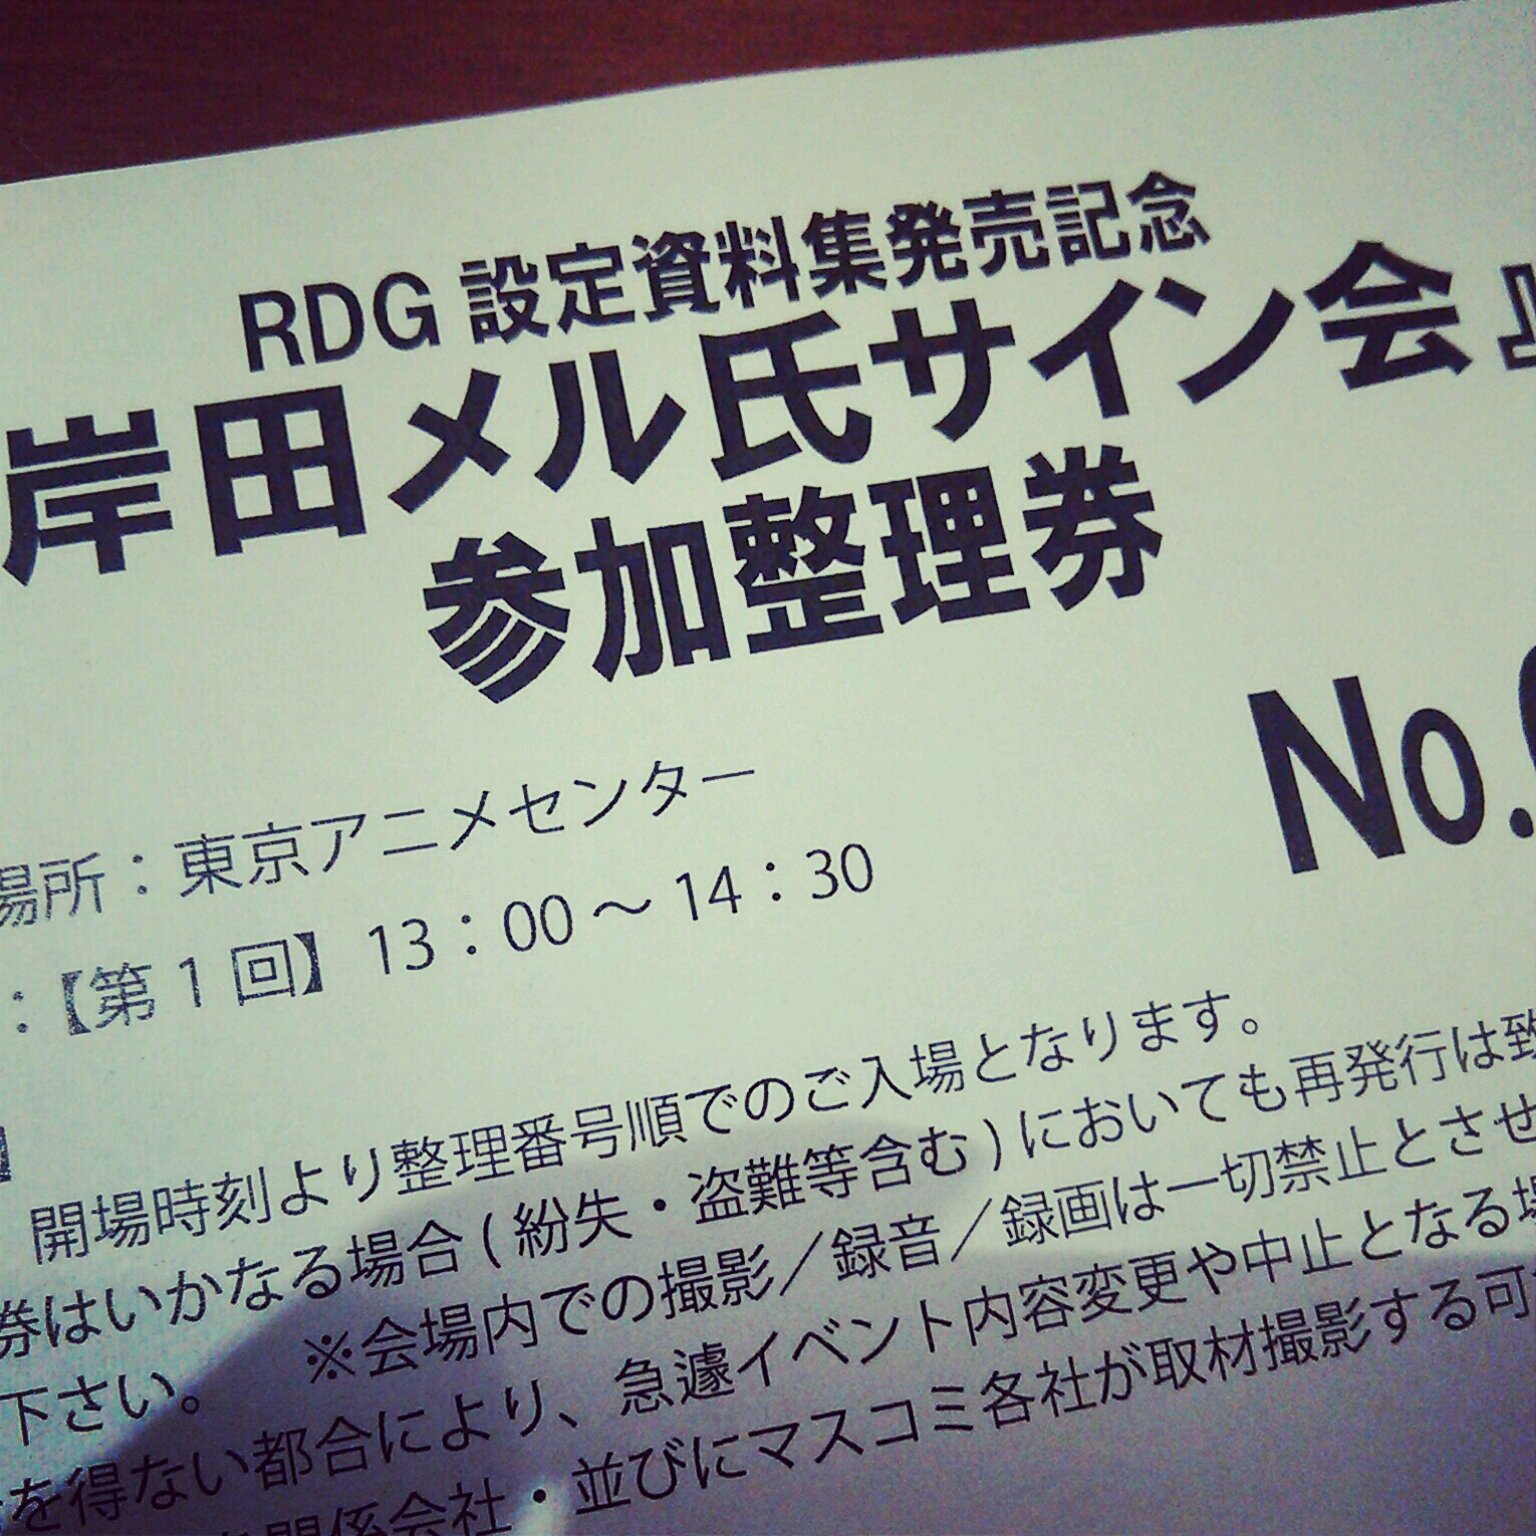 RDG 設定資料集発売記念
岸田メル氏サイン会』
参加整理券
No.
場所：東京アニメセンター
：【第1回】13：00～14：30
】
開場時刻より整理番号順でのご入場となります。
券はいかなる場合(紛失・盗難等含む)においても再発行は致
下さい。 ※会場内での撮影／録音／録画は一切禁止とさせ
を得ない都合により、急遽イベント内容変更や中止となる場
関係会社・並びにマスコミ各社が取材撮影する可